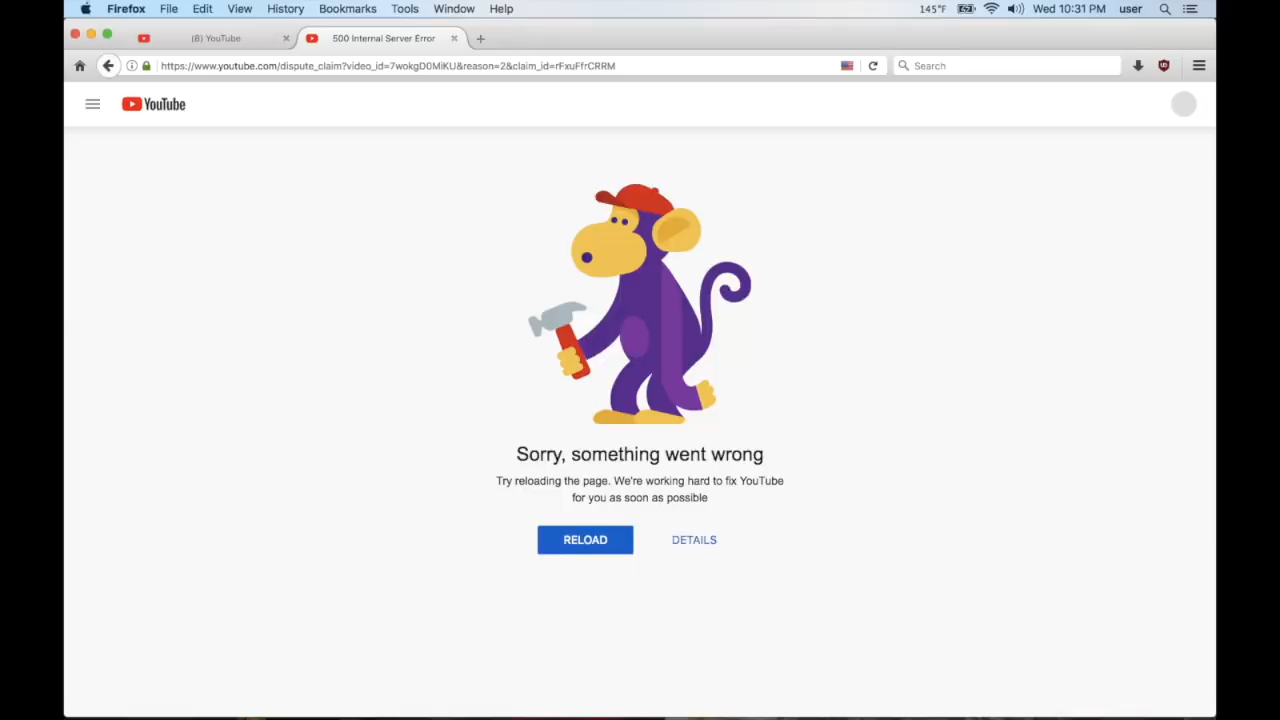 Firefox File Edit View History Bookmarks Tools Window Help 145°F 62 Wed 10:31 PM user
(8) YouTube 500 Internal Server Error
https://www.youtube.com/dispute_claim?video_id=7wokgD0MiKU&reason=2&claim_id=rFxuFfrCRRM Search
YouTube
Sorry, something went wrong
Try reloading the page. We're working hard to fix YouTube
for you as soon as possible
RELOAD DETAILS